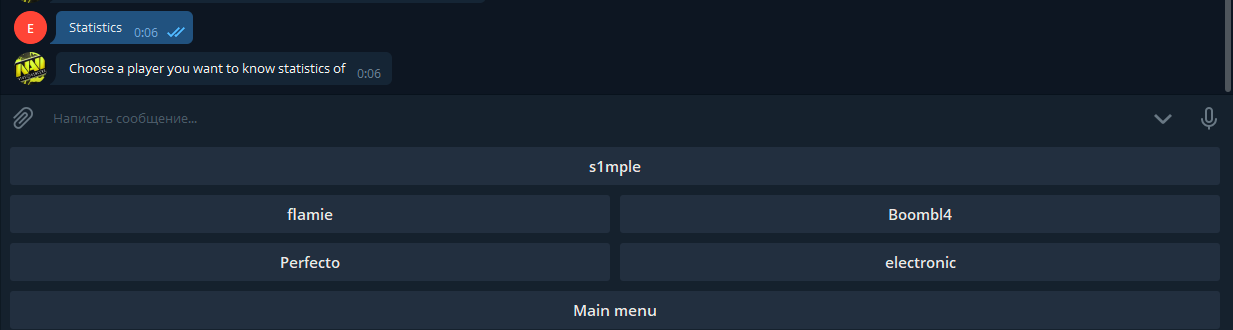 E
Statistics 0:06
NAVI
Choose a player you want to know statistics of 0:06
Написать сообщение...
s1mple
flamie Boombl4
Perfecto electronic
Main menu